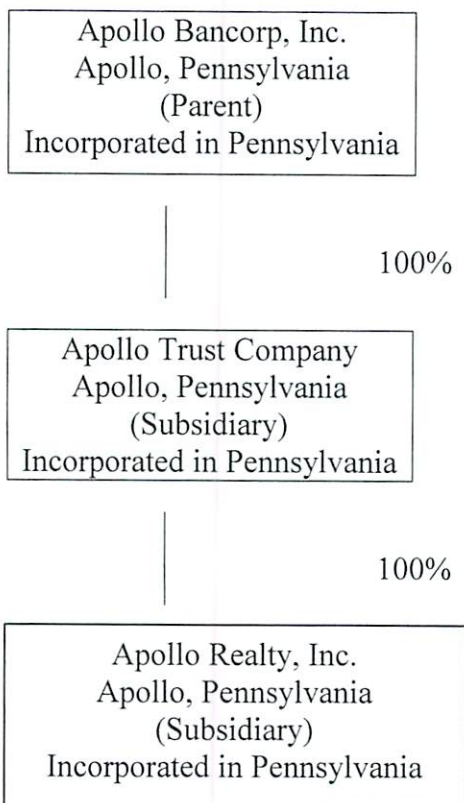 Apollo Bancorp, Inc.
Apollo, Pennsylvania
(Parent)
Incorporated in Pennsylvania
100%
Apollo Trust Company
Apollo, Pennsylvania
(Subsidiary)
Incorporated in Pennsylvania
100%
Apollo Realty, Inc.
Apollo, Pennsylvania
(Subsidiary)
Incorporated in Pennsylvania